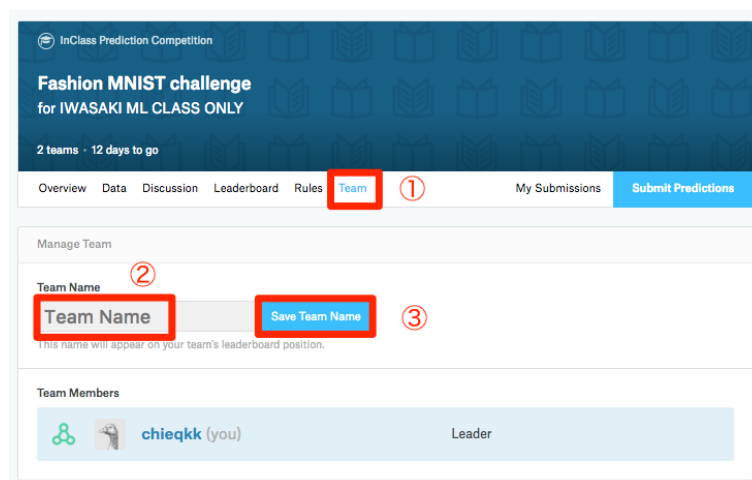 InClass Prediction Competition
Fashion MNIST challenge
for IWASAKI ML CLASS ONLY
2 teams · 12 days to go
Overview Data Discussion Leaderboard Rules Team ① My Submissions Submit Predictions
Manage Team
②
Team Name
Team Name Save Team Name ③
This name will appear on your team's leaderboard position.
Team Members
chieqkk (you) Leader